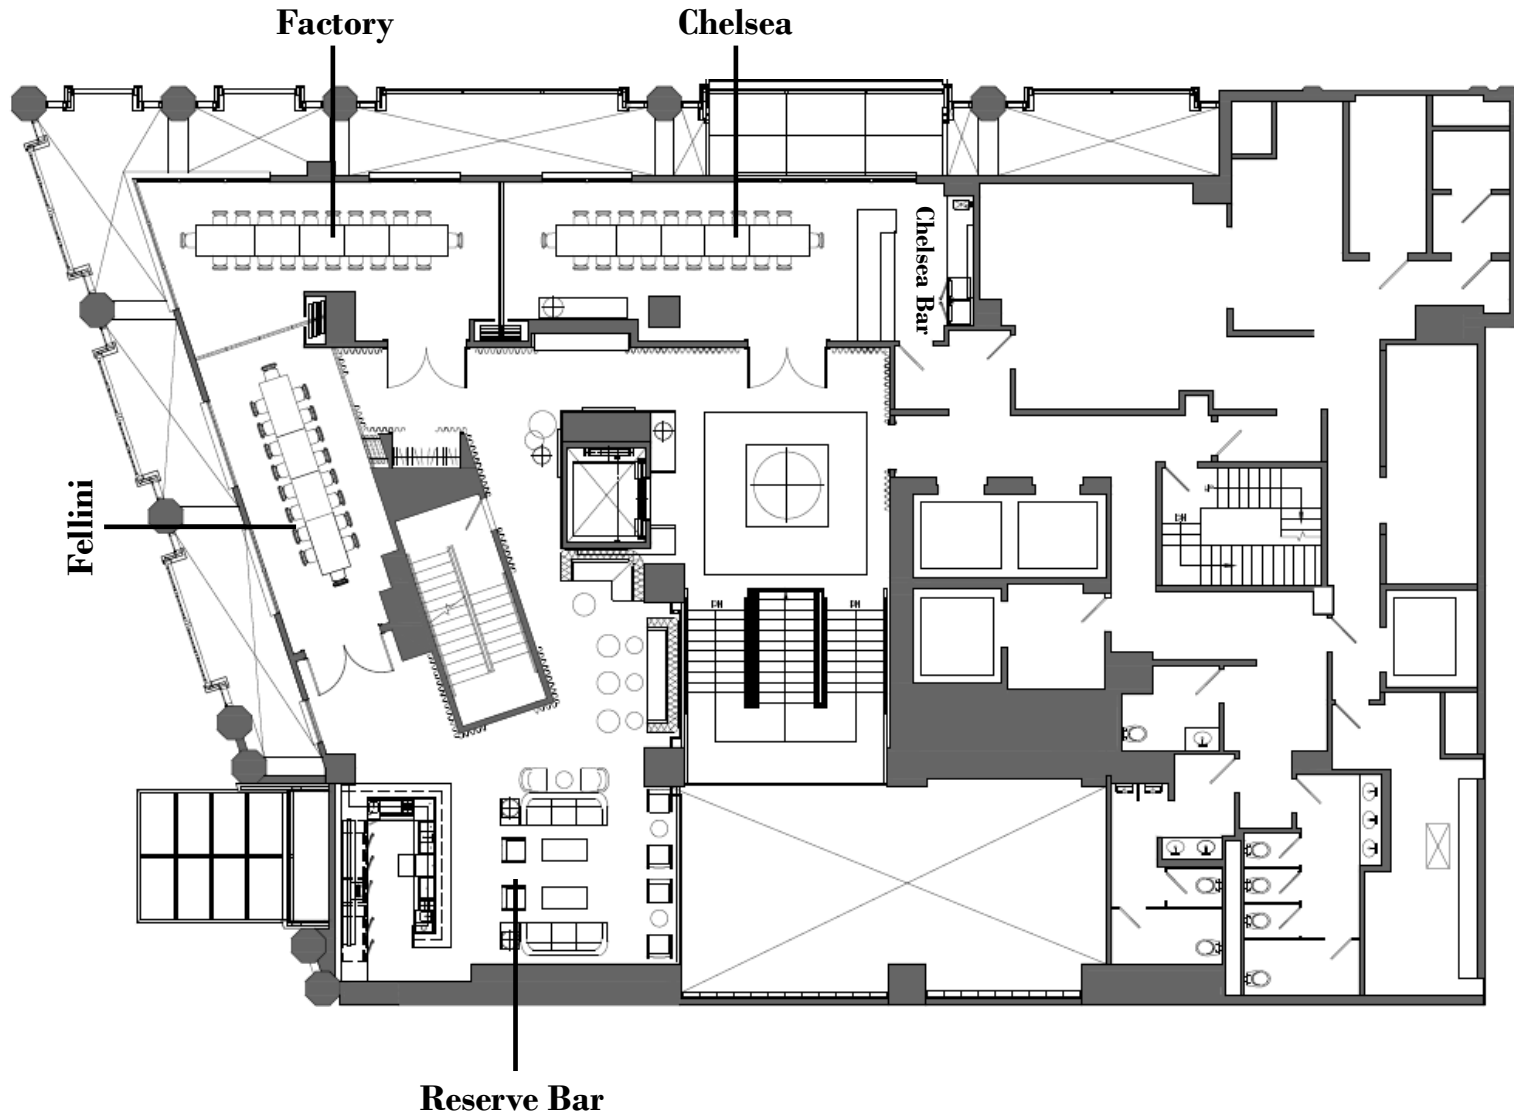 Factory
Chelsea
Chelsea Bar
Fellini
Reserve Bar